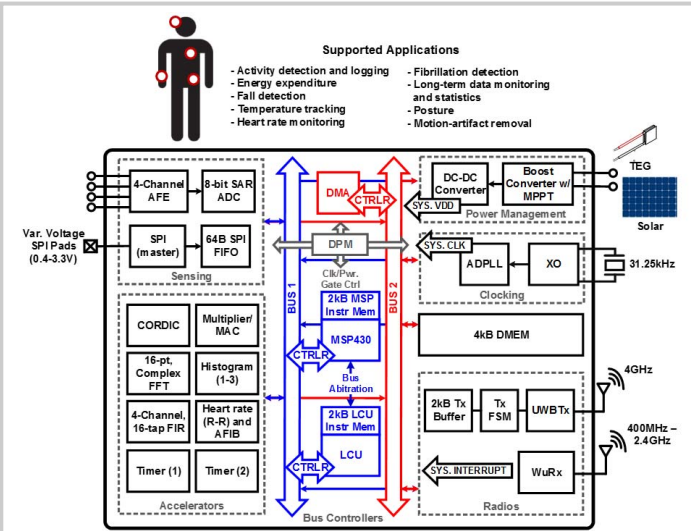 Supported Applications
- Activity detection and logging
- Energy expenditure
- Fall detection
- Temperature tracking
- Heart rate monitoring
- Fibrillation detection
- Long-term data monitoring
and statistics
- Posture
- Motion-artifact removal
4-Channel
AFE
8-bit SAR
ADC
Var. Voltage
SPI Pads
(0.4-3.3V)
SPI
(master)
64B SPI
FIFO
Sensing
CORDIC
Multiplier/
MAC
16-pt,
Complex
FFT
Histogram
(1-3)
4-Channel,
16-tap FIR
Heart rate
(R-R) and
AFIB
Timer (1)
Timer (2)
Accelerators
BUS 1
BUS 2
DMA
CTRLR
DPM
Clk/Pwr.
Gate Ctrl
2kB MSP
Instr Mem
MSP430
CTRLR
Bus
Abitration
2kB LCU
Instr Mem
LCU
CTRLR
Bus Controllers
DC-DC
Converter
Boost
Converter w/
MPPT
SYS. VDD
Power Management
TEG
Solar
SYS. CLK
ADPLL
XO
Clocking
31.25kHz
4kB DMEM
2kB Tx
Buffer
Tx
FSM
UWBTx
4GHz
400MHz –
2.4GHz
SYS. INTERRUPT
WuRx
Radios